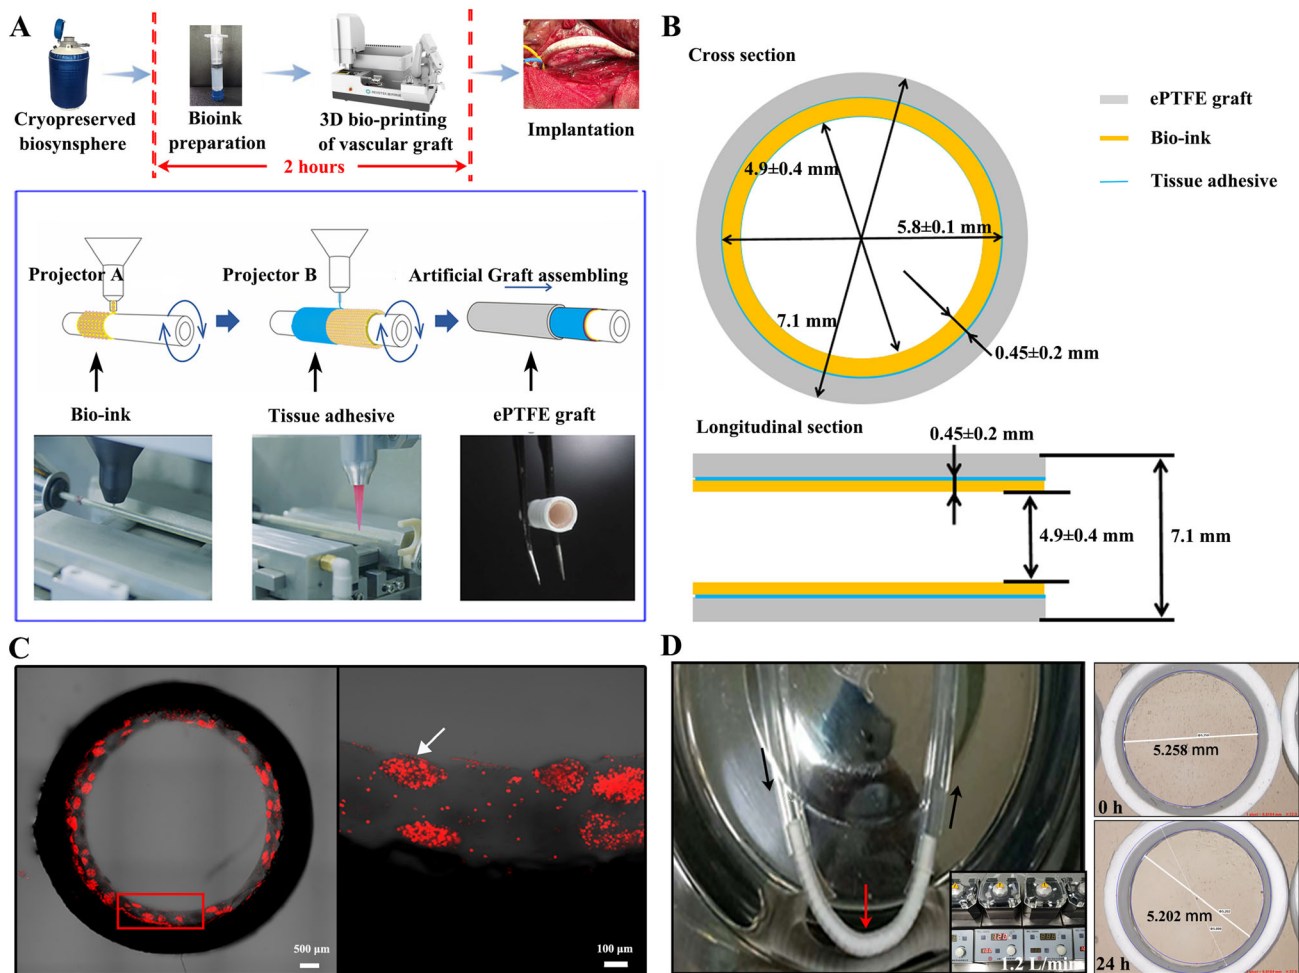 A
Cryopreserved
biosynsphere
Bioink
preparation
3D bio-printing
of vascular graft
Implantation
2 hours
Projector A
Projector B
Artificial Graft assembling
Bio-ink
Tissue adhesive
ePTFE graft
B
Cross section
4.9±0.4 mm
5.8±0.1 mm
7.1 mm
0.45±0.2 mm
ePTFE graft
Bio-ink
Tissue adhesive
Longitudinal section
0.45±0.2 mm
4.9±0.4 mm
7.1 mm
C
500 μm
100 μm
D
1.2 L/min
5.258 mm
0 h
5.202 mm
24 h